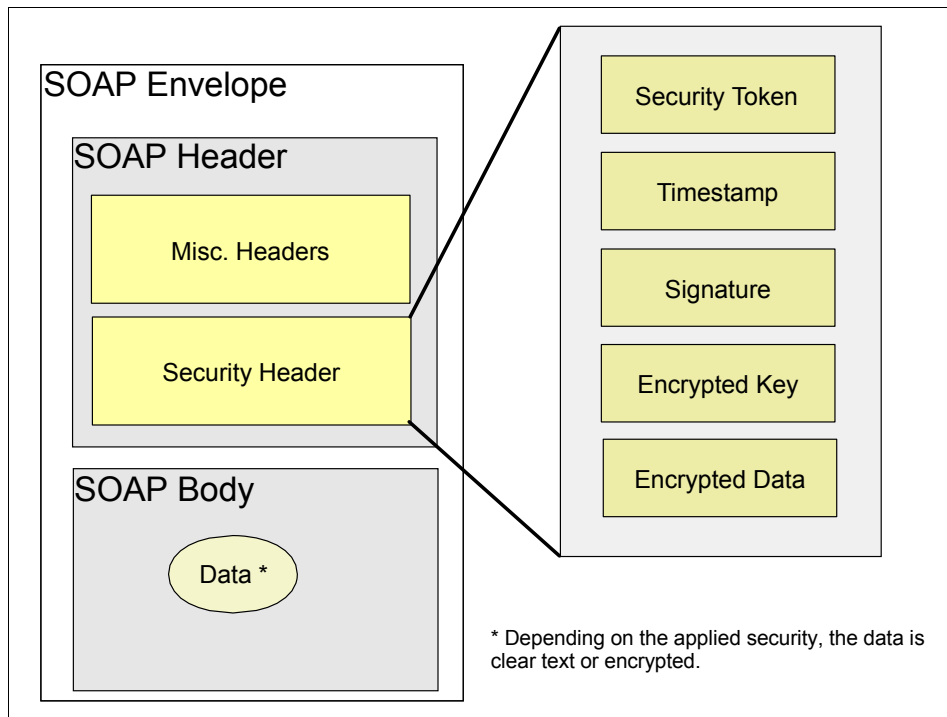 SOAP Envelope
SOAP Header
Misc. Headers
Security Header
SOAP Body
Data *
Security Token
Timestamp
Signature
Encrypted Key
Encrypted Data
* Depending on the applied security, the data is
clear text or encrypted.